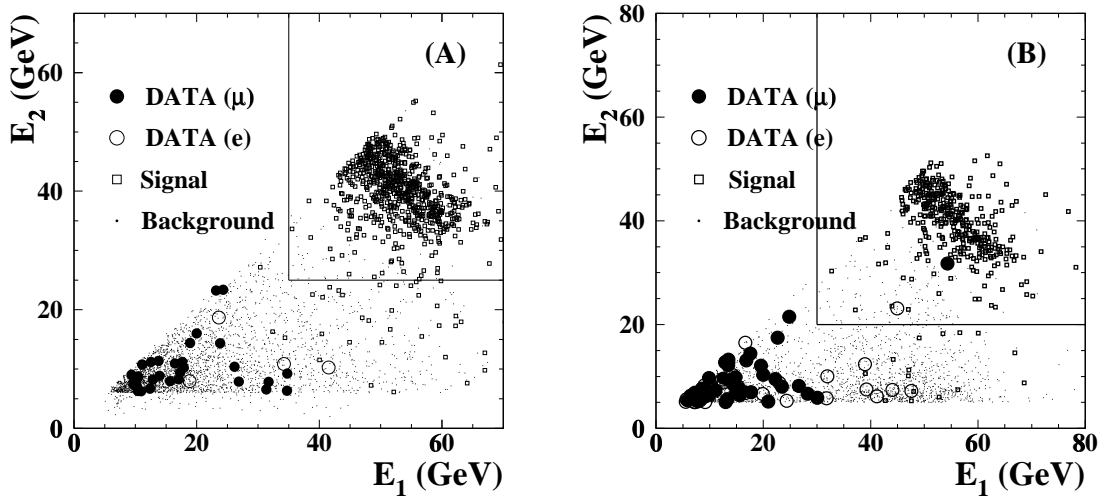 (A)
E2 ((GeV)
DATA (μ)
DATA (e)
Signal
Background
60
40
20
0
0 20 40 60
E1 (GeV)
(B)
E2 ((GeV)
DATA (μ)
DATA (e)
Signal
Background
80
60
40
20
0
0 20 40 60 80
E1 (GeV)